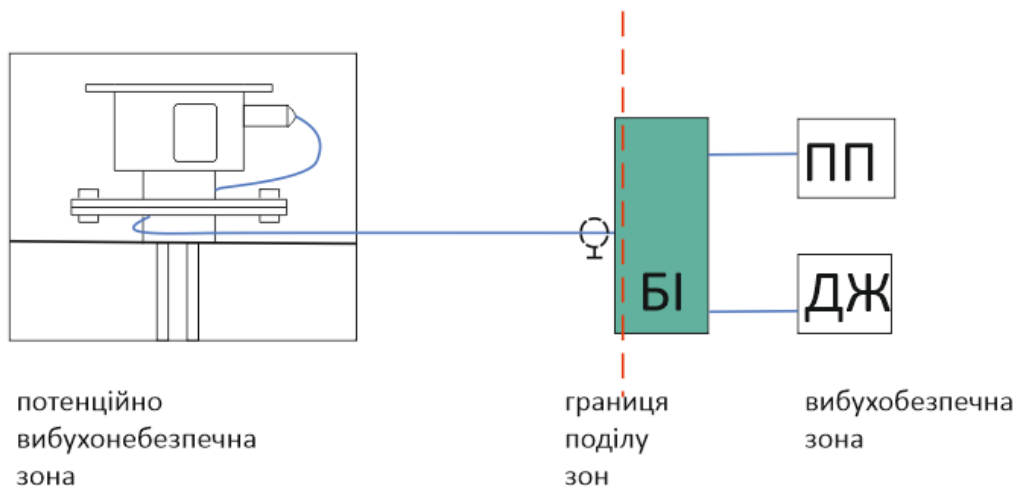 ПП
БІ
ДЖ
потенційно
вибухонебезпечна
зона
границя
поділу
зон
вибухобезпечна
зона